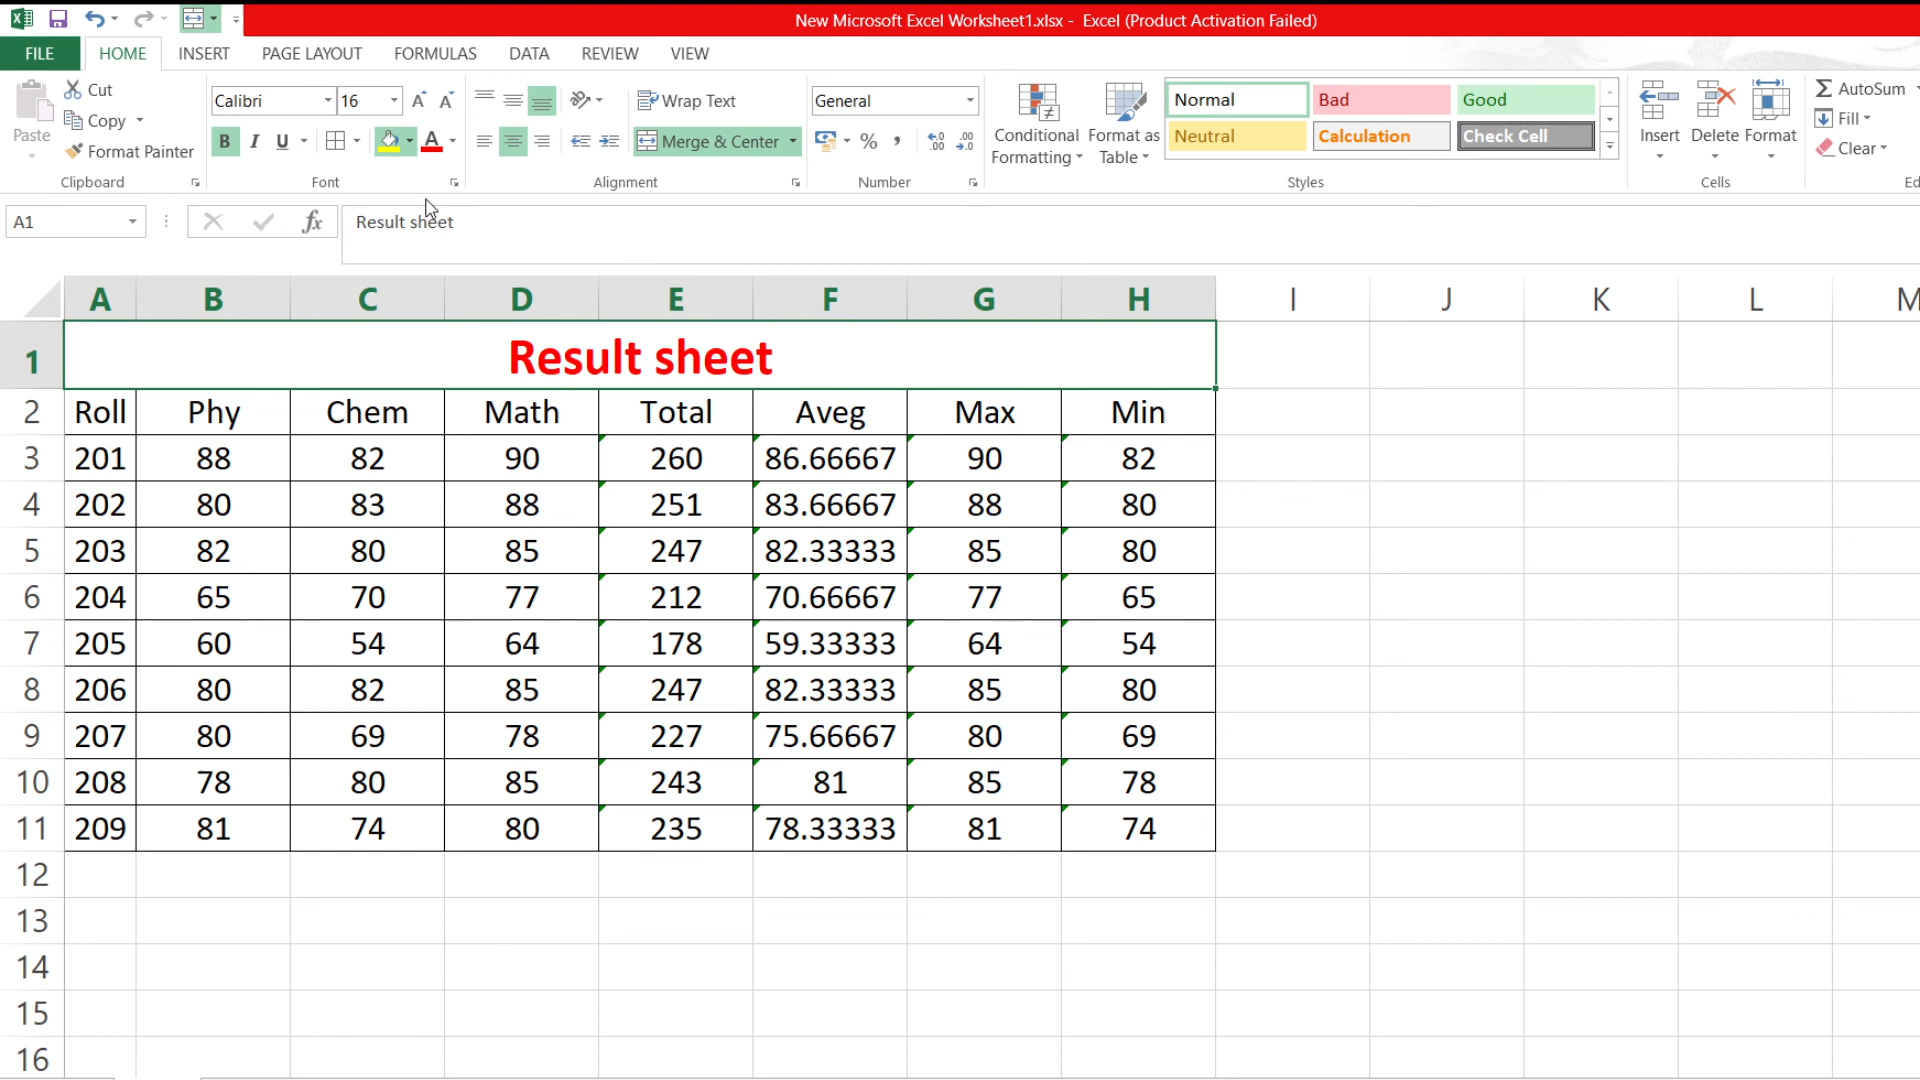 New Microsoft Excel Worksheet1.xlsx - Excel (Product Activation Failed)
FILE HOME INSERT PAGE LAYOUT FORMULAS DATA REVIEW VIEW
Paste
Cut
Copy
Format Painter
Clipboard
Calibri 16
B I U A
Font
Wrap Text
Merge & Center
Alignment
General
% ,
Number
Conditional Formatting
Format as Table
Normal Bad Good
Neutral Calculation Check Cell
Styles
Insert Delete Format
Cells
AutoSum
Fill
Clear
Ed
A1 fx Result sheet
A B C D E F G H I J K L M
1 Result sheet
2 Roll Phy Chem Math Total Aveg Max Min
3 201 88 82 90 260 86.66667 90 82
4 202 80 83 88 251 83.66667 88 80
5 203 82 80 85 247 82.33333 85 80
6 204 65 70 77 212 70.66667 77 65
7 205 60 54 64 178 59.33333 64 54
8 206 80 82 85 247 82.33333 85 80
9 207 80 69 78 227 75.66667 80 69
10 208 78 80 85 243 81 85 78
11 209 81 74 80 235 78.33333 81 74
12
13
14
15
16